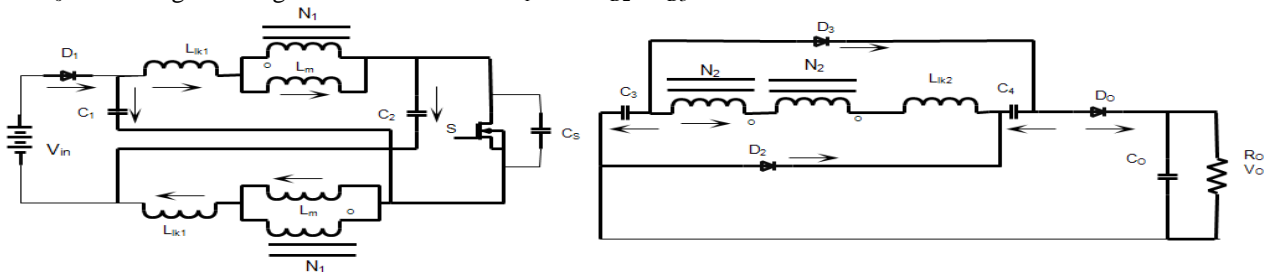 N1
D1
Llk1
Lm
C1
C2
S
CS
Vin
Lm
Llk1
N1
D3
N2
N2
Llk2
C3
C4
DO
D2
CO
RO
VO